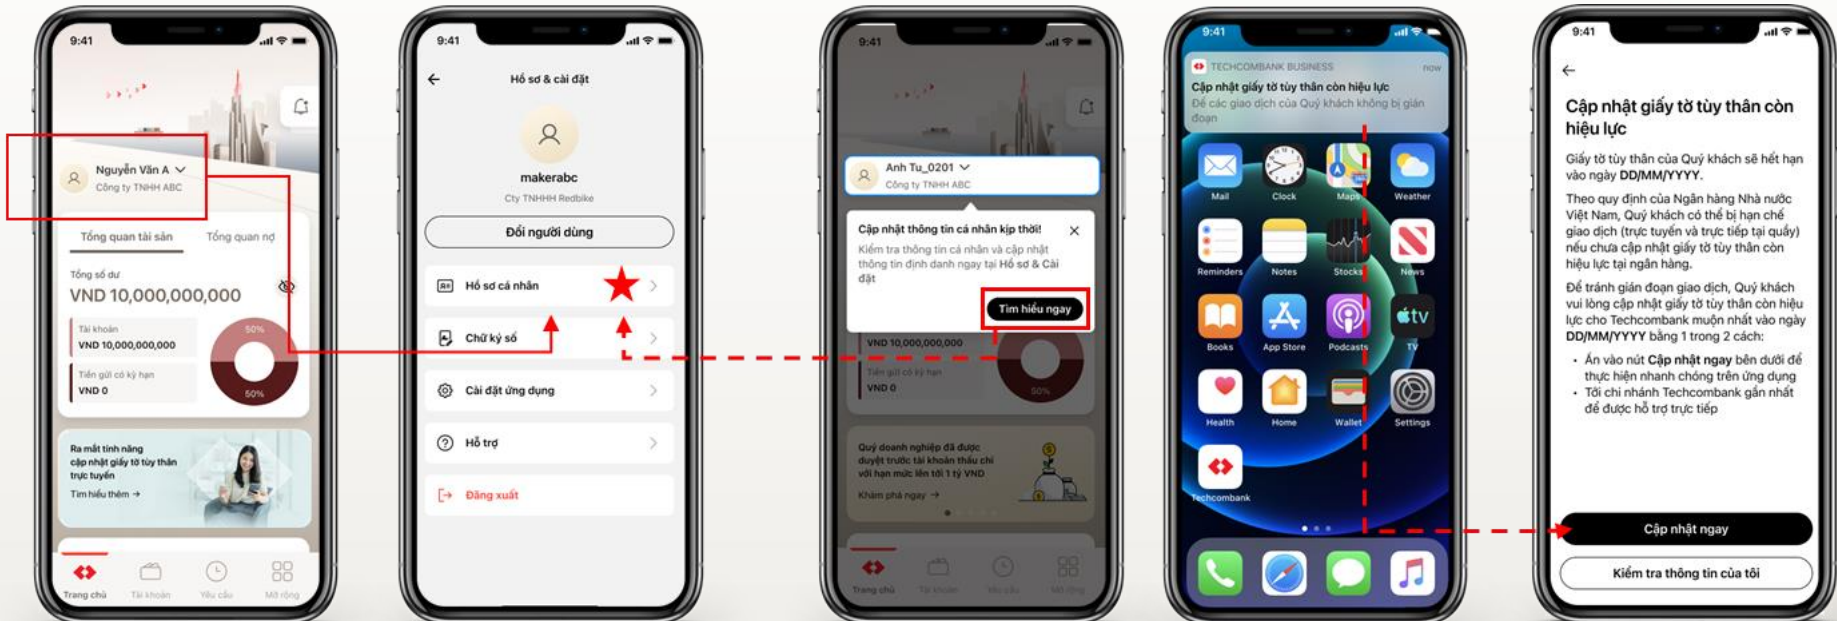 9:41
Nguyễn Văn A
Công ty TNHH ABC
Tổng quan tài sản
Tổng quan nợ
Tổng số dư
VND 10,000,000,000
Tài khoản
VND 10,000,000,000
50%
Tiền gửi có kỳ hạn
VND 0
50%
Ra mắt tính năng
cập nhật giấy tờ tùy thân
trực tuyến
Tìm hiểu thêm →
Trang chủ
Tài khoản
Yêu cầu
Mở rộng
9:41
Hồ sơ & cài đặt
makerabc
Cty TNHHH Redbike
Đổi người dùng
Hồ sơ cá nhân
Chữ ký số
Cài đặt ứng dụng
Hỗ trợ
Đăng xuất
9:41
Anh Tu_0201
Công ty TNHH ABC
Cập nhật thông tin cá nhân kịp thời!
Kiểm tra thông tin cá nhân và cập nhật
thông tin định danh ngay tại Hồ sơ & Cài
đặt
Tìm hiểu ngay
VND 10,000,000,000
Tiền gửi có kỳ hạn
VND 0
50%
Quý doanh nghiệp đã được
duyệt trước tài khoản thấu chi
với hạn mức lên tới 1 tỷ VND
Khám phá ngay →
Trang chủ
Tài khoản
Yêu cầu
Mở rộng
9:41
TECHCOMBANK BUSINESS
now
Cập nhật giấy tờ tùy thân còn hiệu lực
Để các giao dịch của Quý khách không bị gián
đoạn
Mail
Clock
Maps
Weather
Reminders
Notes
Stocks
News
Books
App Store
Podcasts
tv
TV
Health
Home
Wallet
Settings
Techcombank
9:41
Cập nhật giấy tờ tùy thân còn
hiệu lực
Giấy tờ tùy thân của Quý khách sẽ hết hạn
vào ngày DD/MM/YYYY.
Theo quy định của Ngân hàng Nhà nước
Việt Nam, Quý khách có thể bị hạn chế
giao dịch (trực tuyến và trực tiếp tại quầy)
nếu chưa cập nhật giấy tờ tùy thân còn
hiệu lực tại ngân hàng.
Để tránh gián đoạn giao dịch, Quý khách
vui lòng cập nhật giấy tờ tùy thân còn hiệu
lực cho Techcombank muộn nhất vào ngày
DD/MM/YYYY bằng 1 trong 2 cách:
• Ấn vào nút Cập nhật ngay bên dưới để
thực hiện nhanh chóng trên ứng dụng
• Tới chi nhánh Techcombank gần nhất
để được hỗ trợ trực tiếp
Cập nhật ngay
Kiểm tra thông tin của tôi